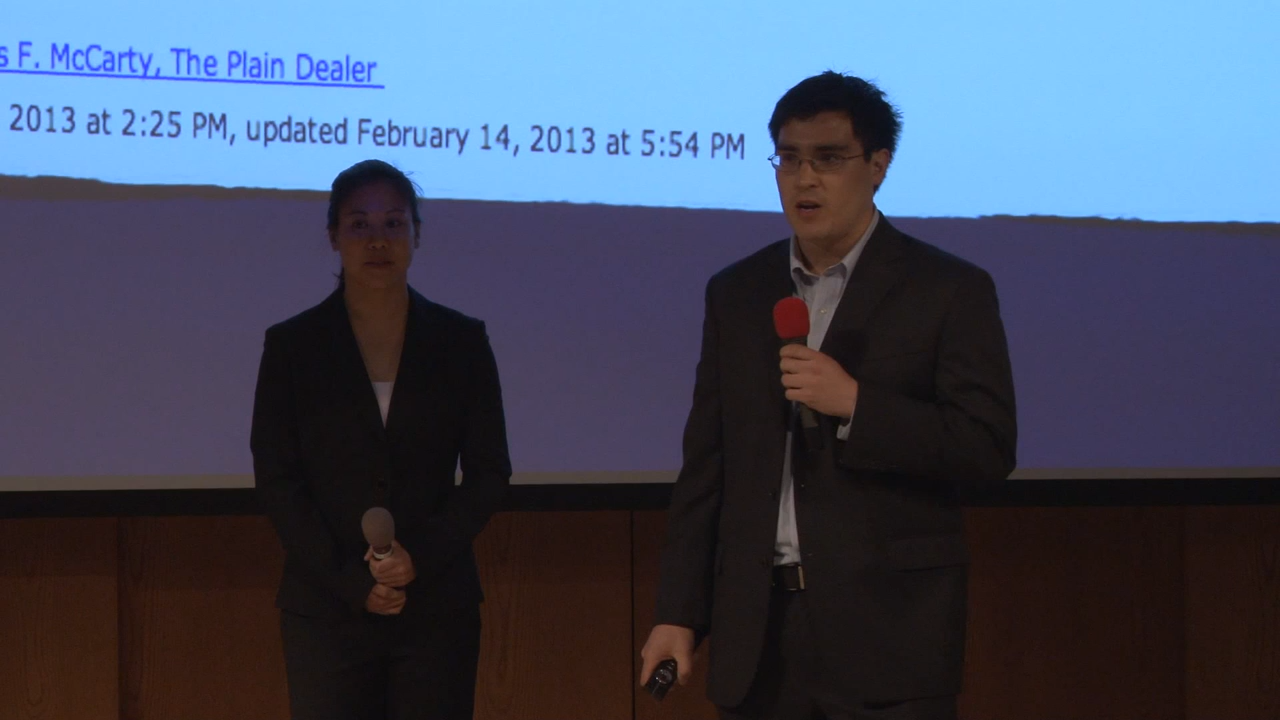 s F. McCarty, The Plain Dealer
2013 at 2:25 PM, updated February 14, 2013 at 5:54 PM